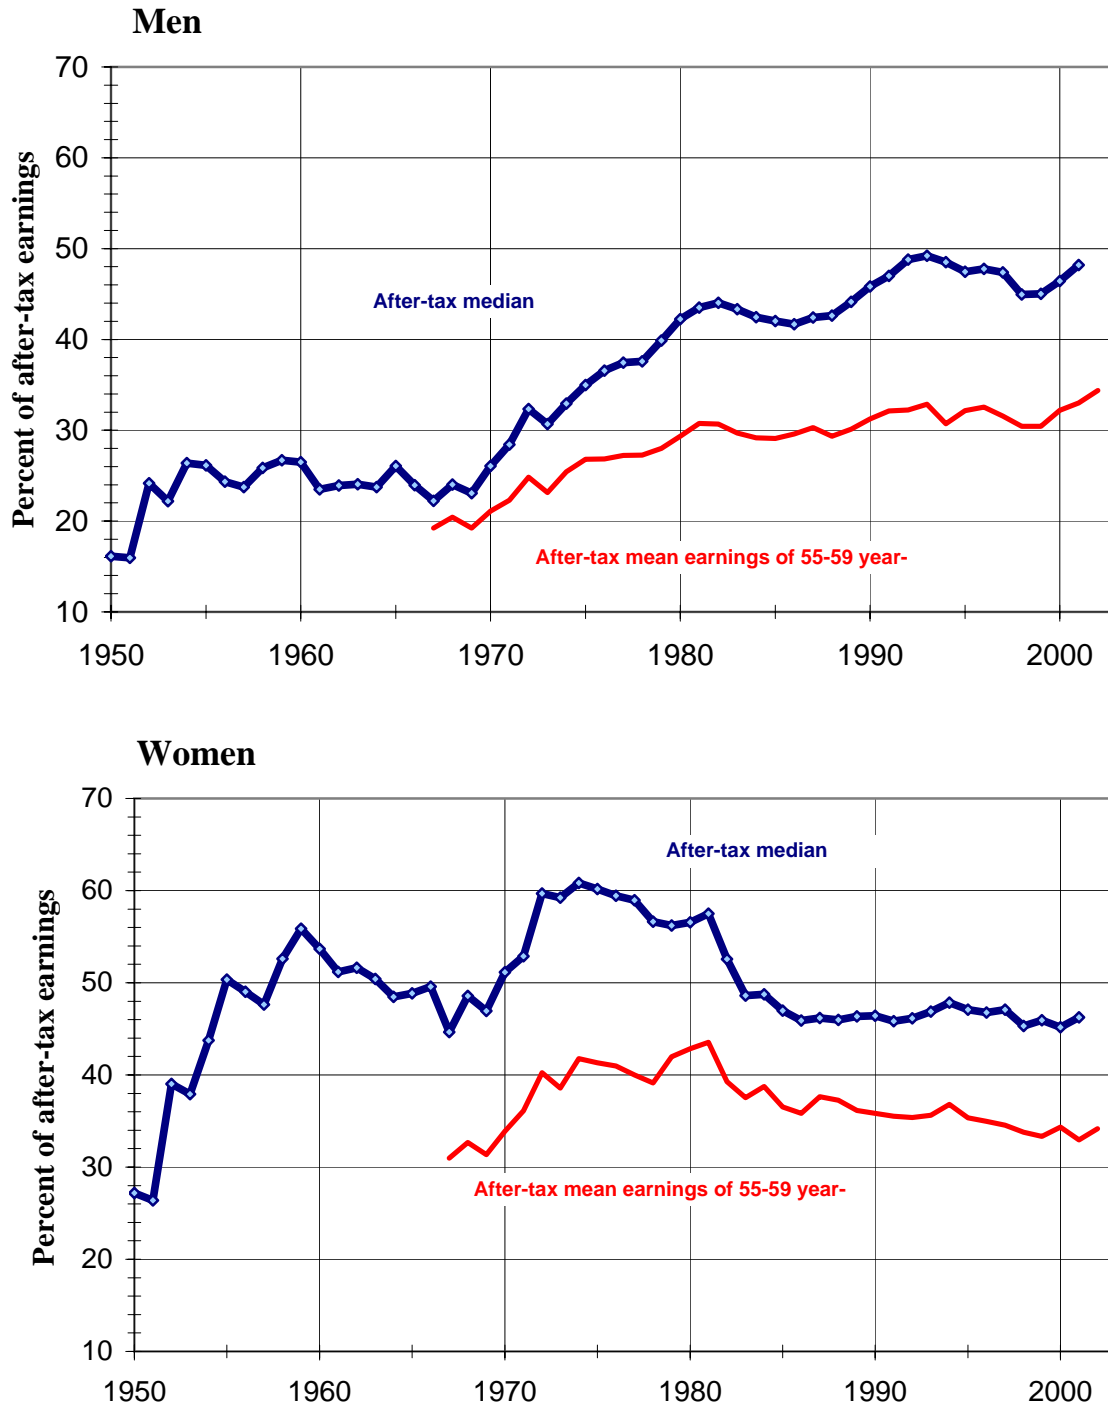 Men
70
60
50
40
30
20
10
Percent of after-tax earnings
After-tax median
After-tax mean earnings of 55-59 year-
1950 1960 1970 1980 1990 2000
Women
70
60
50
40
30
20
10
Percent of after-tax earnings
After-tax median
After-tax mean earnings of 55-59 year-
1950 1960 1970 1980 1990 2000